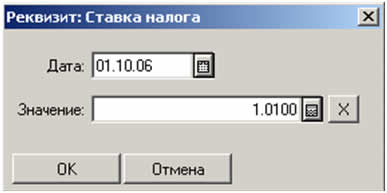 Реквизит: Ставка налога
Дата: 01.10.06
Значение: 1.0100 X
OK Отмена